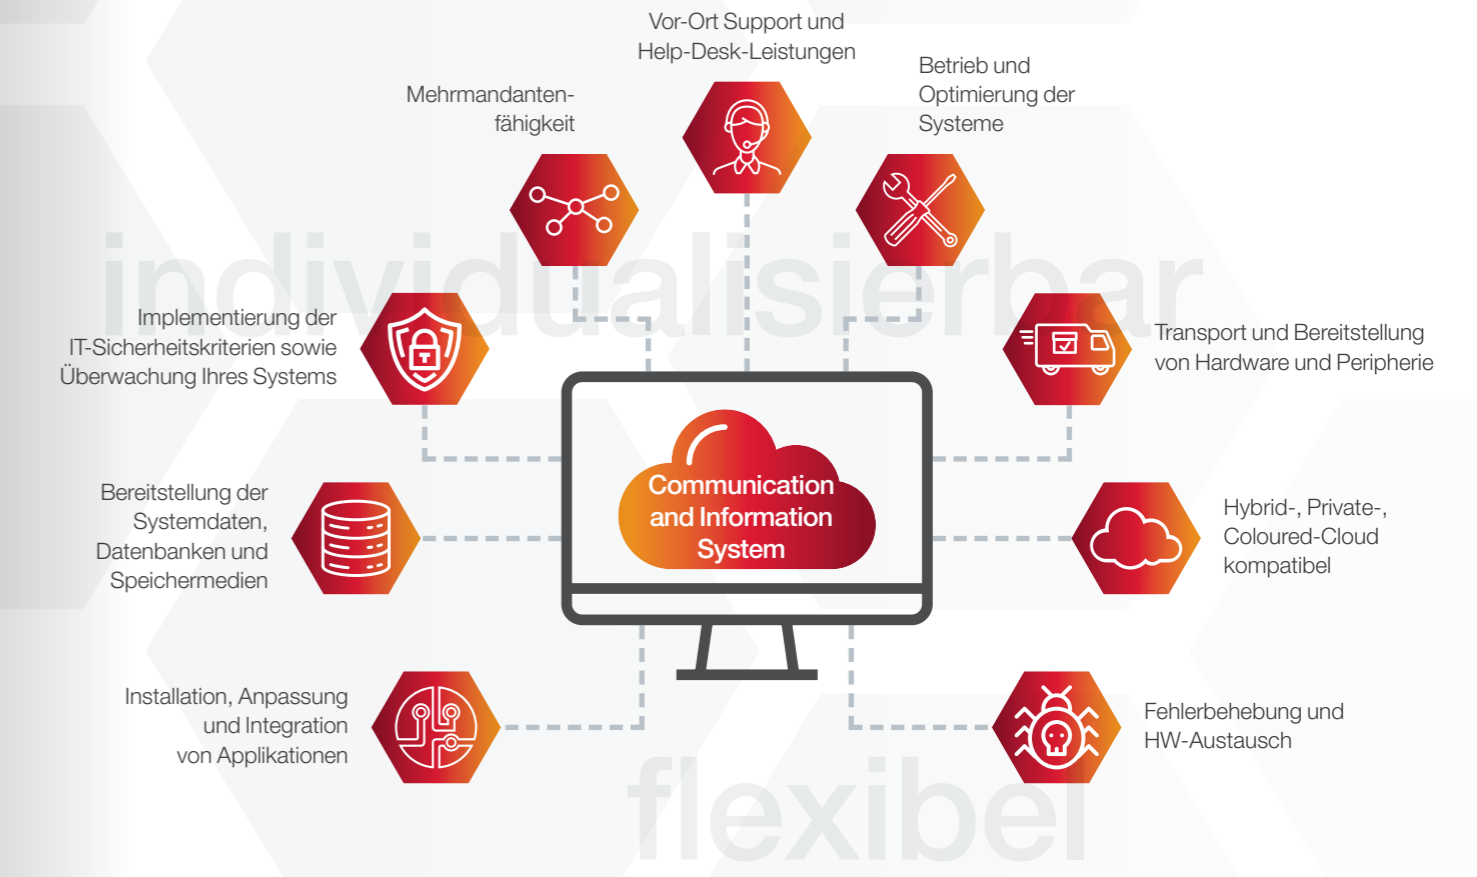 Vor-Ort Support und
Help-Desk-Leistungen
Betrieb und
Optimierung der
Systeme
Mehrmandanten-
fähigkeit
individualisierbar
Implementierung der
IT-Sicherheitskriterien sowie
Überwachung Ihres Systems
Transport und Bereitstellung
von Hardware und Peripherie
Communication
and Information
System
Bereitstellung der
Systemdaten,
Datenbanken und
Speichermedien
Hybrid-, Private-,
Coloured-Cloud
kompatibel
Installation, Anpassung
und Integration
von Applikationen
Fehlerbehebung und
HW-Austausch
flexibel